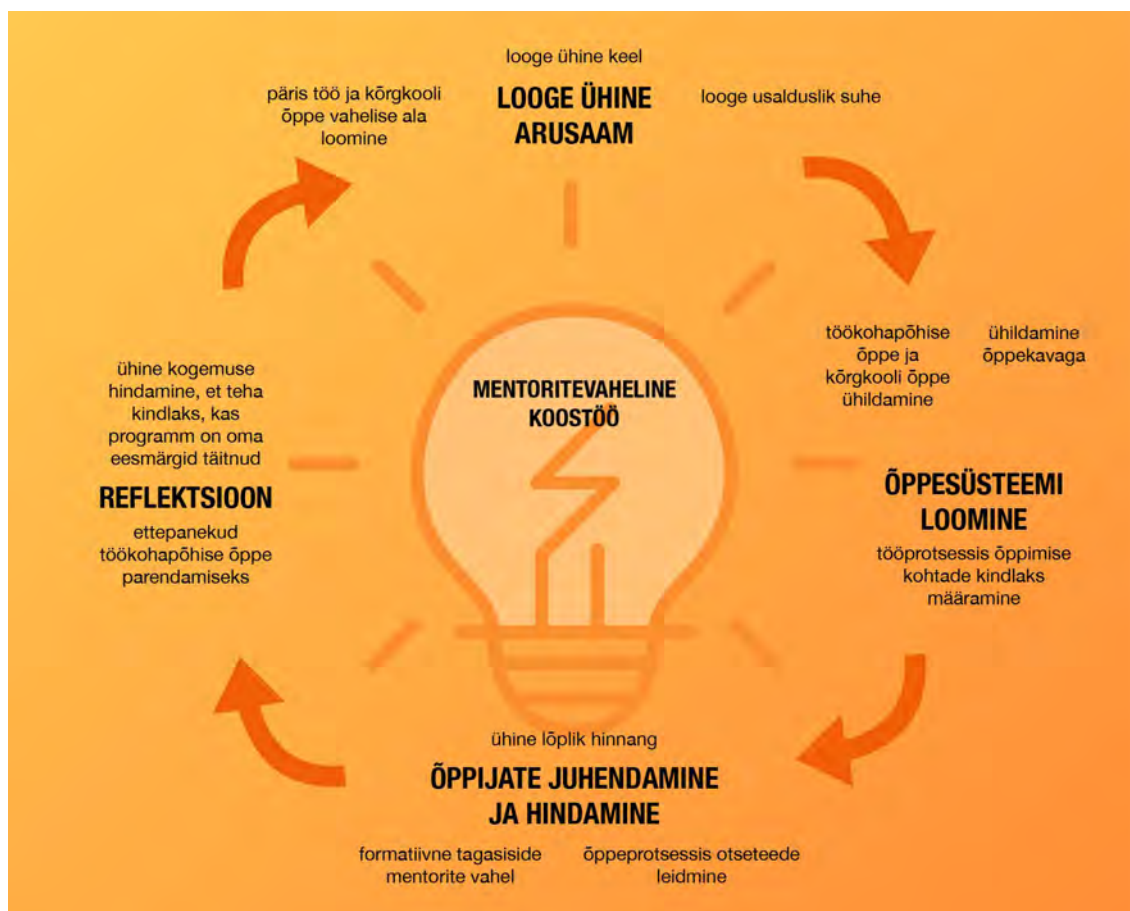 looge ühine keel
LOOGE ÜHINE
ARUSAAM
päris töö ja kõrgkooli
õppe vahelise ala
loomine
looge usalduslik suhe
töökohapõhise
õppe ja
kõrgkooli õppe
ühildamine
ühildamine
õppekavaga
ÕPPESÜSTEEMI
LOOMINE
tööprotsessis õppimise
kohtade kindlaks
määramine
MENTORITEVAHELINE
KOOSTÖÖ
ühine kogemuse
hindamine, et teha
kindlaks, kas
programm on oma
eesmärgid täitnud
REFLEKTSIOON
ettepanekud
töökohapõhise õppe
parendamiseks
ühine lõplik hinnang
ÕPPIJATE JUHENDAMINE
JA HINDAMINE
formatiivne tagasiside
mentorite vahel
õppeprotsessis otseteede
leidmine